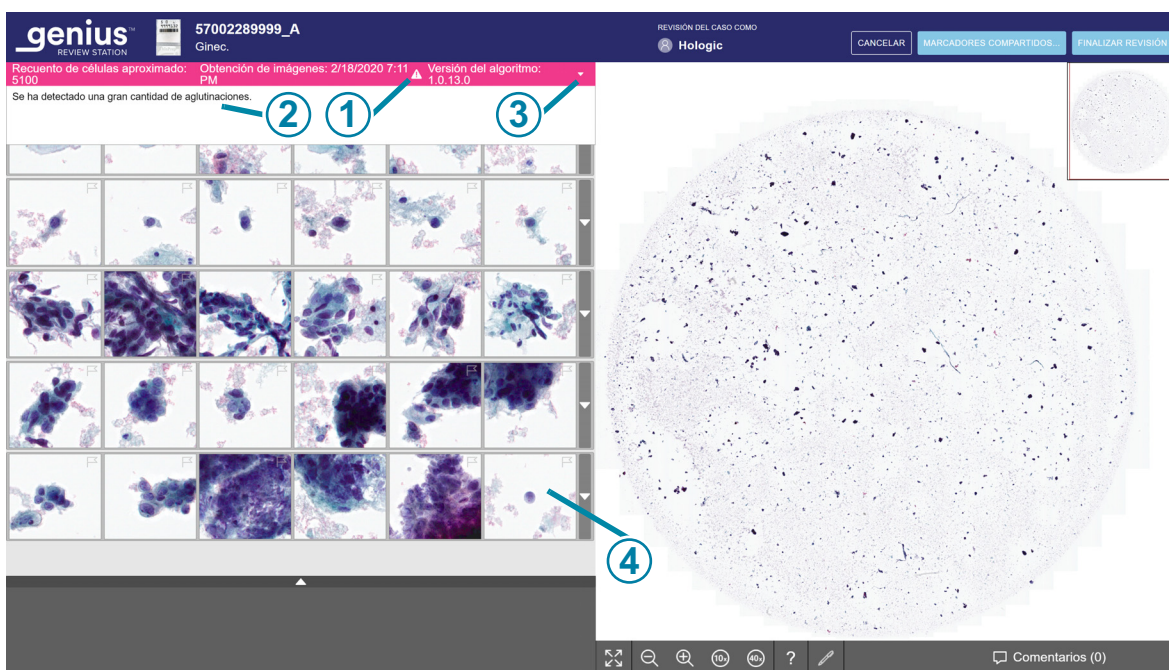 genius™
REVIEW STATION
57002289999_A
Ginec.
REVISIÓN DEL CASO COMO
Hologic
CANCELAR
MARCADORES COMPARTIDOS...
FINALIZAR REVISIÓN
Recuento de células aproximado:
5100
Obtención de imágenes: 2/18/2020 7:11
PM
Versión del algoritmo:
1.0.13.0
Se ha detectado una gran cantidad de aglutinaciones.
2
1
3
4
10x
40x
?
Comentarios (0)